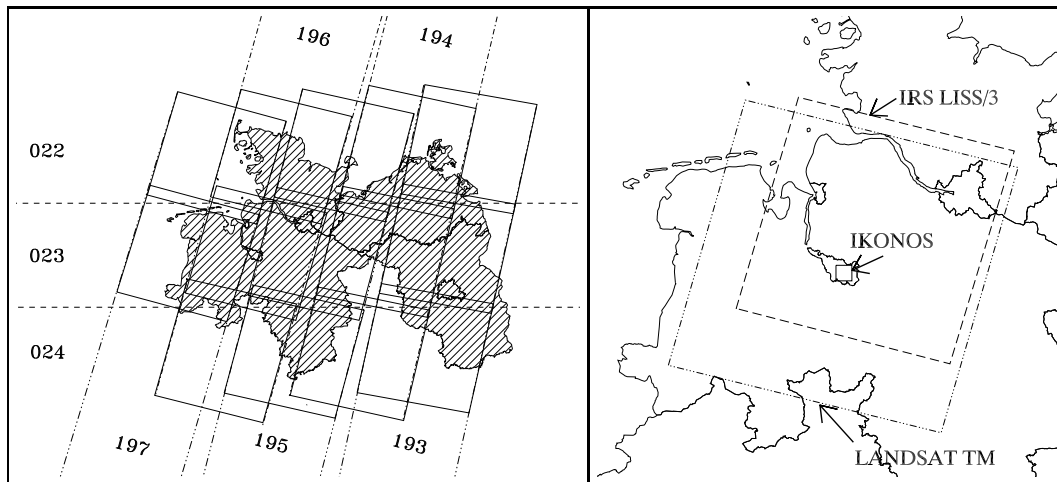 196
194
022
023
024
197
195
193
IRS LISS/3
IKONOS
LANDSAT TM